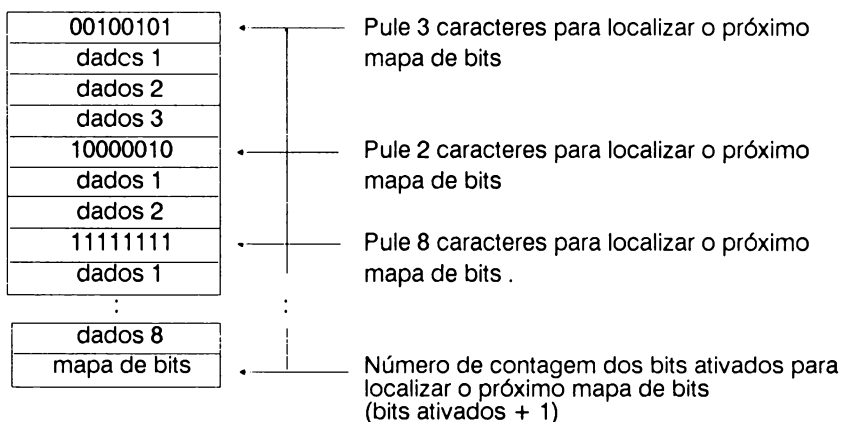 00100101
dados 1
dados 2
dados 3
10000010
dados 1
dados 2
11111111
dados 1
dados 8
mapa de bits
Pule 3 caracteres para localizar o próximo
mapa de bits
Pule 2 caracteres para localizar o próximo
mapa de bits
Pule 8 caracteres para localizar o próximo
mapa de bits .
Número de contagem dos bits ativados para
localizar o próximo mapa de bits
(bits ativados + 1)